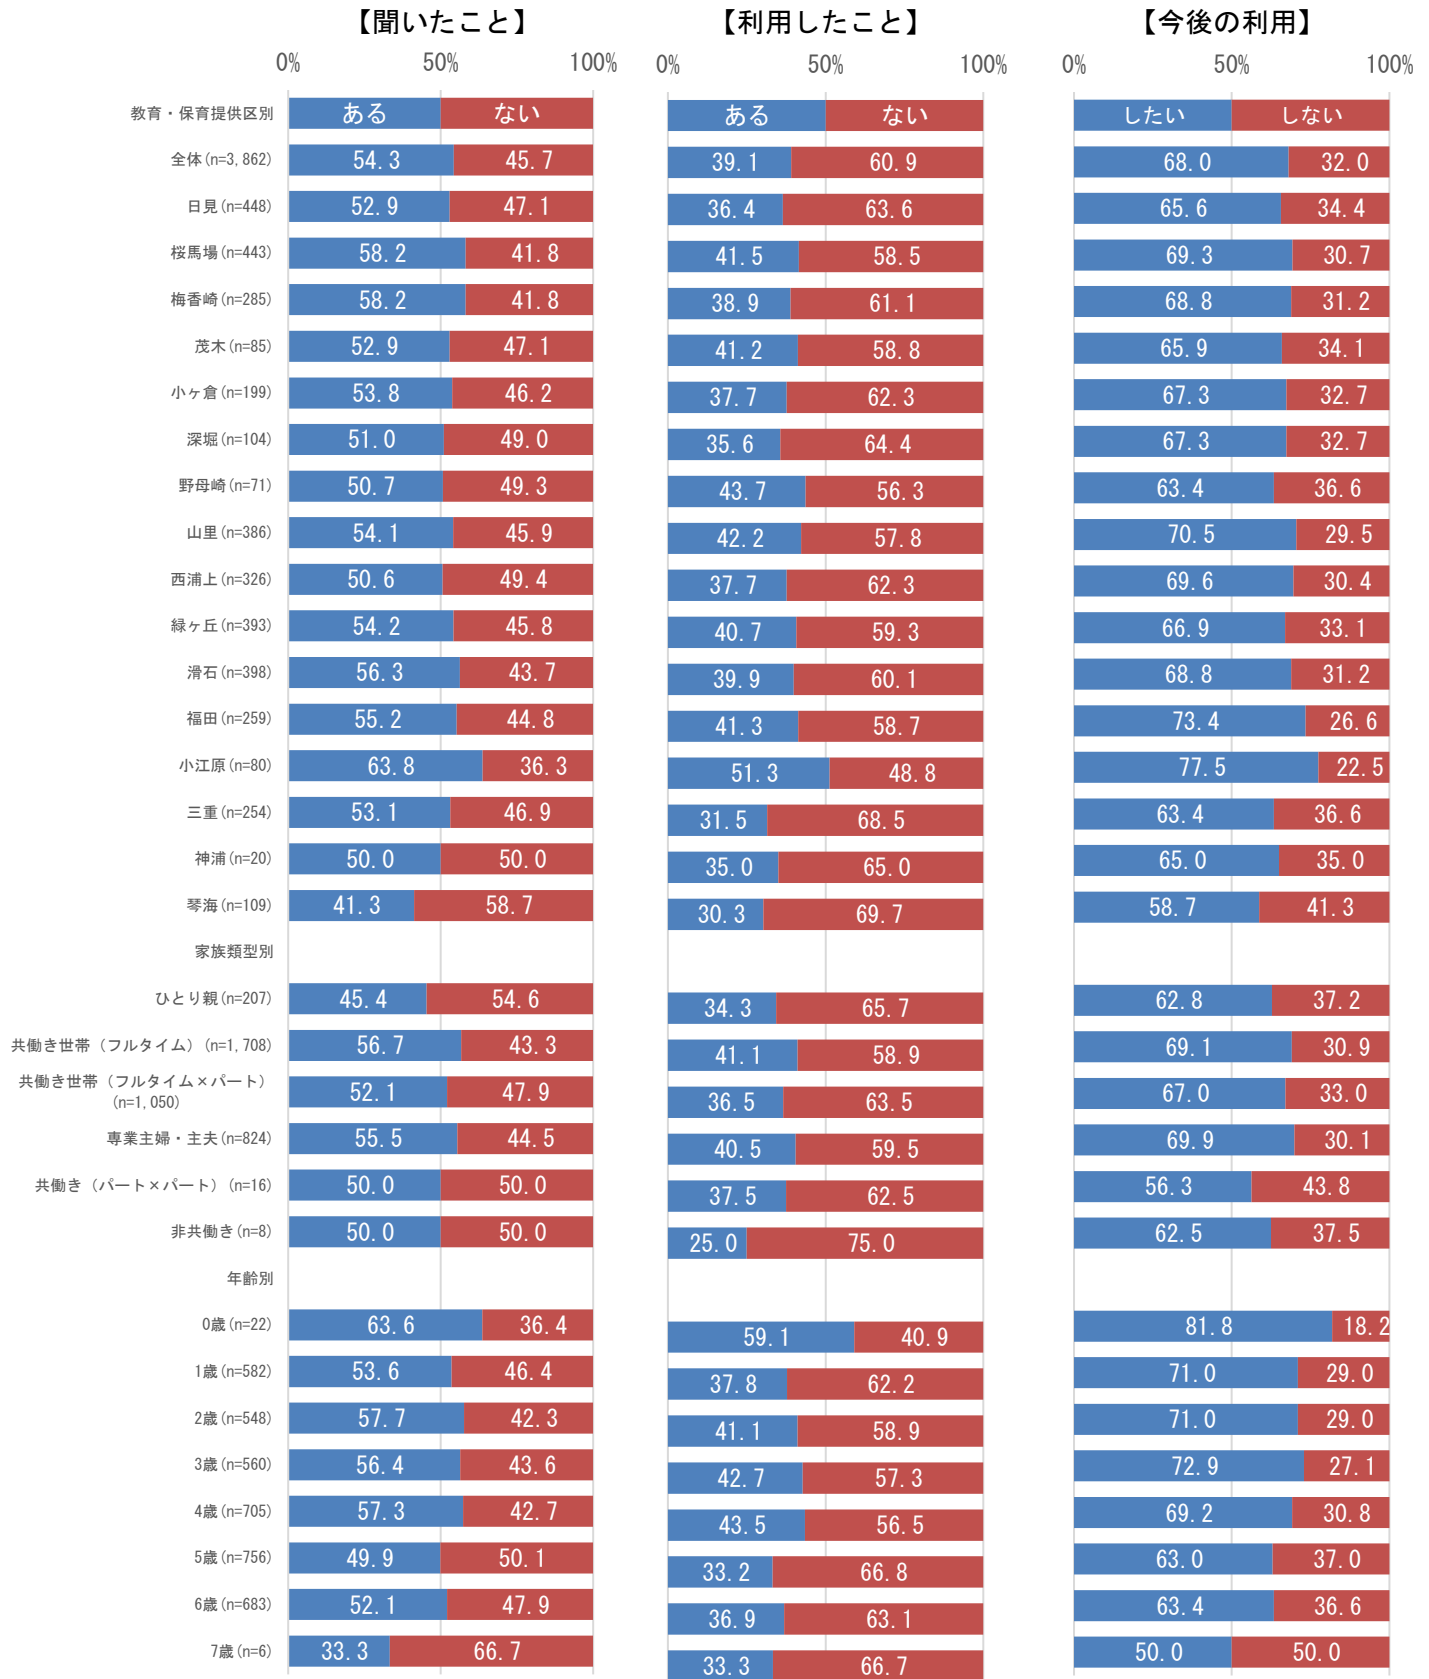 【聞いたこと】 【利用したこと】 【今後の利用】
0% 50% 100% 0% 50% 100% 0% 50% 100%
教育・保育提供区別 ある ない ある ない したい しない
全体(n=3,862) 54.3 45.7 39.1 60.9 68.0 32.0
日見(n=448) 52.9 47.1 36.4 63.6 65.6 34.4
桜馬場(n=443) 58.2 41.8 41.5 58.5 69.3 30.7
梅香崎(n=285) 58.2 41.8 38.9 61.1 68.8 31.2
茂木(n=85) 52.9 47.1 41.2 58.8 65.9 34.1
小ヶ倉(n=199) 53.8 46.2 37.7 62.3 67.3 32.7
深堀(n=104) 51.0 49.0 35.6 64.4 67.3 32.7
野母崎(n=71) 50.7 49.3 43.7 56.3 63.4 36.6
山里(n=386) 54.1 45.9 42.2 57.8 70.5 29.5
西浦上(n=326) 50.6 49.4 37.7 62.3 69.6 30.4
緑ヶ丘(n=393) 54.2 45.8 40.7 59.3 66.9 33.1
滑石(n=398) 56.3 43.7 39.9 60.1 68.8 31.2
福田(n=259) 55.2 44.8 41.3 58.7 73.4 26.6
小江原(n=80) 63.8 36.3 51.3 48.8 77.5 22.5
三重(n=254) 53.1 46.9 31.5 68.5 63.4 36.6
神浦(n=20) 50.0 50.0 35.0 65.0 65.0 35.0
琴海(n=109) 41.3 58.7 30.3 69.7 58.7 41.3
家族類型別
ひとり親(n=207) 45.4 54.6 34.3 65.7 62.8 37.2
共働き世帯（フルタイム）(n=1,708) 56.7 43.3 41.1 58.9 69.1 30.9
共働き世帯（フルタイム×パート）
(n=1,050) 52.1 47.9 36.5 63.5 67.0 33.0
専業主婦・主夫(n=824) 55.5 44.5 40.5 59.5 69.9 30.1
共働き（パート×パート）(n=16) 50.0 50.0 37.5 62.5 56.3 43.8
非共働き(n=8) 50.0 50.0 25.0 75.0 62.5 37.5
年齢別
0歳(n=22) 63.6 36.4 59.1 40.9 81.8 18.2
1歳(n=582) 53.6 46.4 37.8 62.2 71.0 29.0
2歳(n=548) 57.7 42.3 41.1 58.9 71.0 29.0
3歳(n=560) 56.4 43.6 42.7 57.3 72.9 27.1
4歳(n=705) 57.3 42.7 43.5 56.5 69.2 30.8
5歳(n=756) 49.9 50.1 33.2 66.8 63.0 37.0
6歳(n=683) 52.1 47.9 36.9 63.1 63.4 36.6
7歳(n=6) 33.3 66.7 33.3 66.7 50.0 50.0